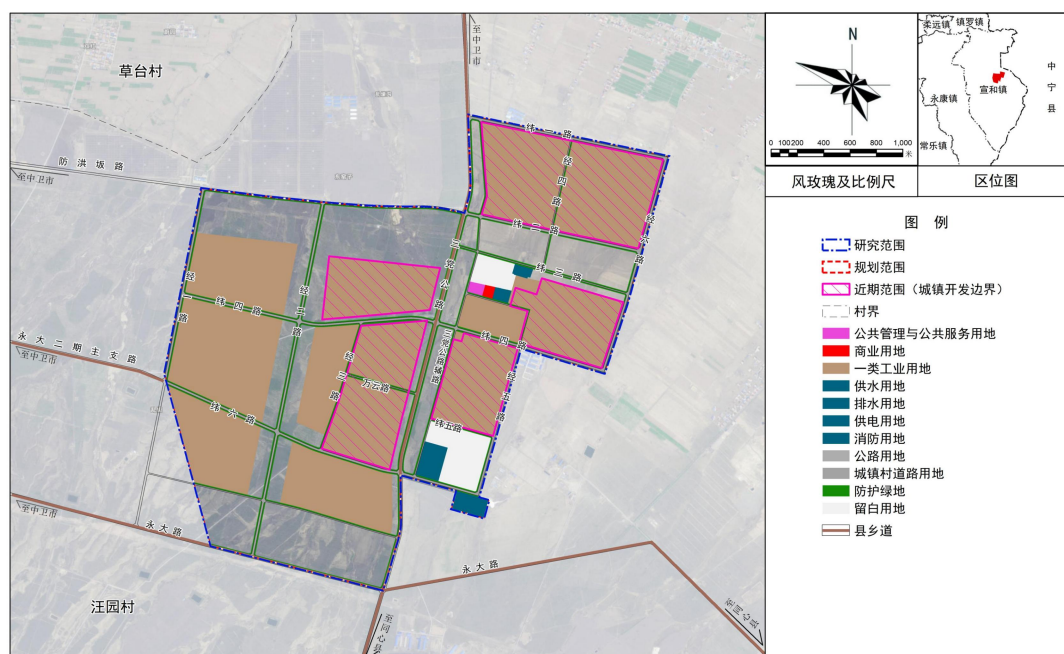 至中卫市
草台村
防洪坂路
至中卫市
纬一路
经四路
纬二路
经六路
三党公路
纬三路
经一路
纬四路
经二路
纬四路
三党公路辅路
经三路
万云路
经五路
永大二期主支路
至中卫市
纬六路
纬五路
至中卫市
永大路
永大路
汪园村
至同心县
至同心县
N
0 100200 400 600 800 1,000
米
风玫瑰及比例尺
柔远镇
镇罗镇
中宁县
宣和镇
永康镇
常乐镇
区位图
图 例
研究范围
规划范围
近期范围（城镇开发边界）
村界
公共管理与公共服务用地
商业用地
一类工业用地
供水用地
排水用地
供电用地
消防用地
公路用地
城镇村道路用地
防护绿地
留白用地
县乡道